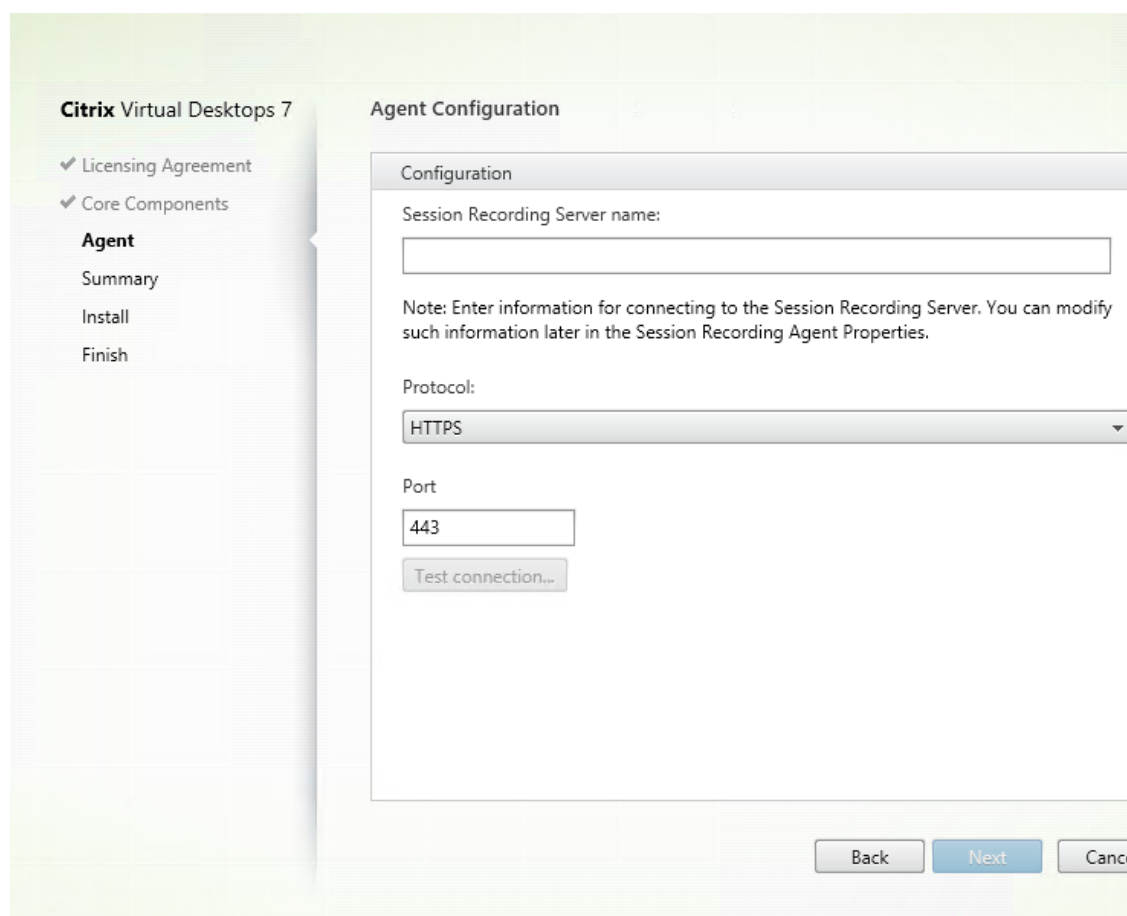 Citrix Virtual Desktops 7
Licensing Agreement
Core Components
Agent
Summary
Install
Finish
Agent Configuration
Configuration
Session Recording Server name:
Note: Enter information for connecting to the Session Recording Server. You can modify
such information later in the Session Recording Agent Properties.
Protocol:
HTTPS
Port
443
Test connection...
Back
Next
Canc